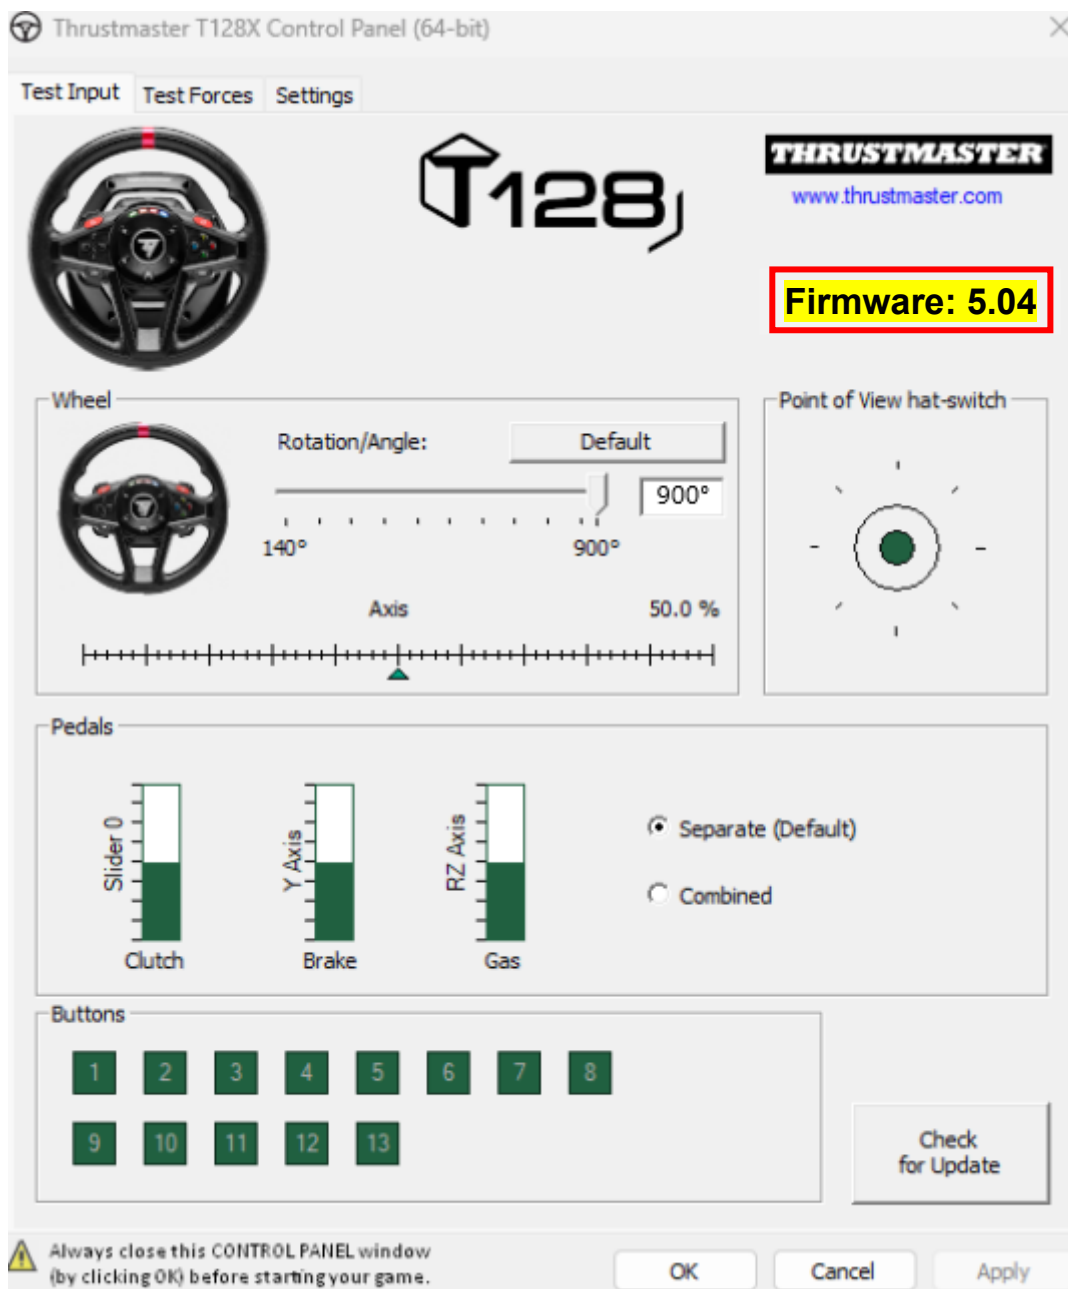 Thrustmaster T128X Control Panel (64-bit)
Test Input Test Forces Settings
T128
THRUSTMASTER
www.thrustmaster.com
Firmware: 5.04
Wheel
Rotation/Angle:
Default
900°
140°
900°
Axis
50.0 %
Point of View hat-switch
Pedals
Slider 0
Clutch
Y Axis
Brake
RZ Axis
Gas
Separate (Default)
Combined
Buttons
1 2 3 4 5 6 7 8
9 10 11 12 13
Check
for Update
Always close this CONTROL PANEL window
(by clicking OK) before starting your game.
OK Cancel Apply